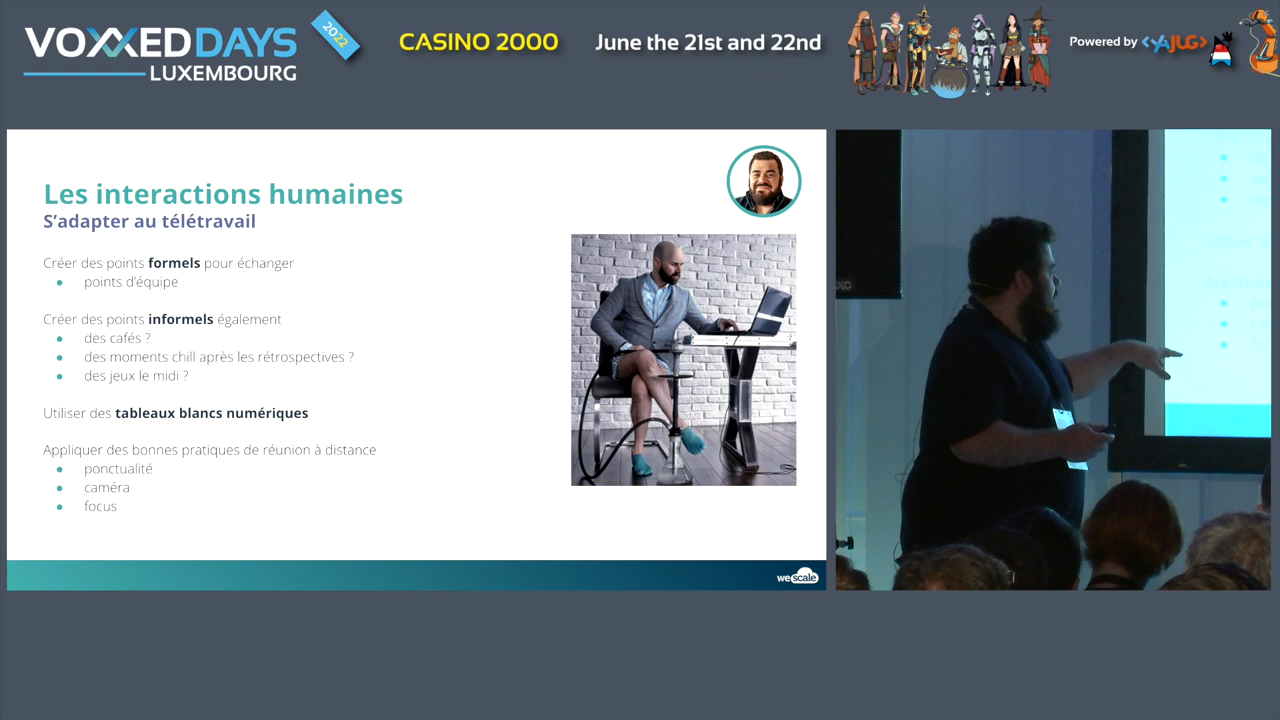 VOXXEDDAYS
LUXEMBOURG
2022
CASINO 2000
June the 21st and 22nd
Powered by <YAJUG>
Les interactions humaines
S'adapter au télétravail
Créer des points formels pour échanger
● points d'équipe
Créer des points informels également
● des cafés ?
● des moments chill après les rétrospectives ?
● des jeux le midi ?
Utiliser des tableaux blancs numériques
Appliquer des bonnes pratiques de réunion à distance
● ponctualité
● caméra
● focus
wescale